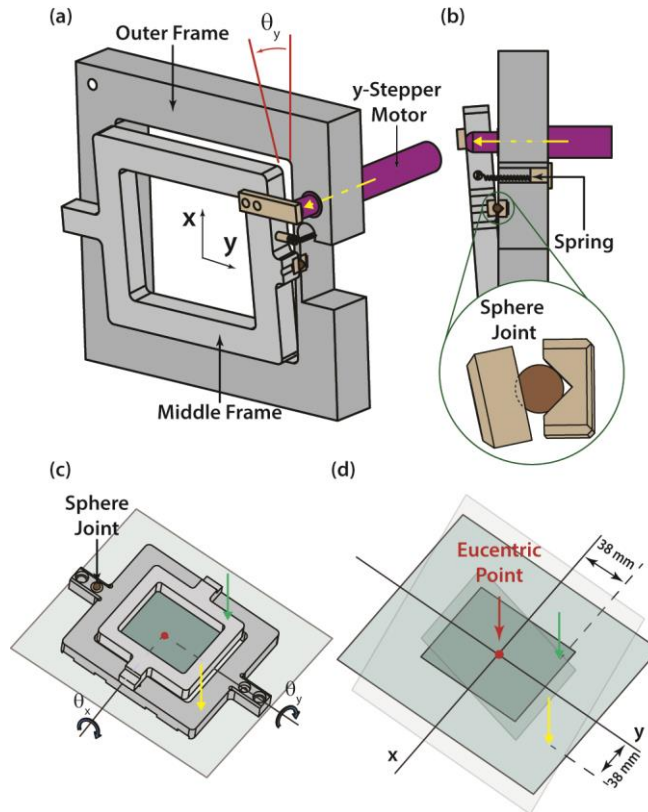 (a)
θy
Outer Frame
y-Stepper
Motor
x
y
Middle Frame
(b)
Spring
Sphere
Joint
(c)
Sphere
Joint
θx
θy
(d)
Eucentric
Point
38 mm
x
y
38 mm